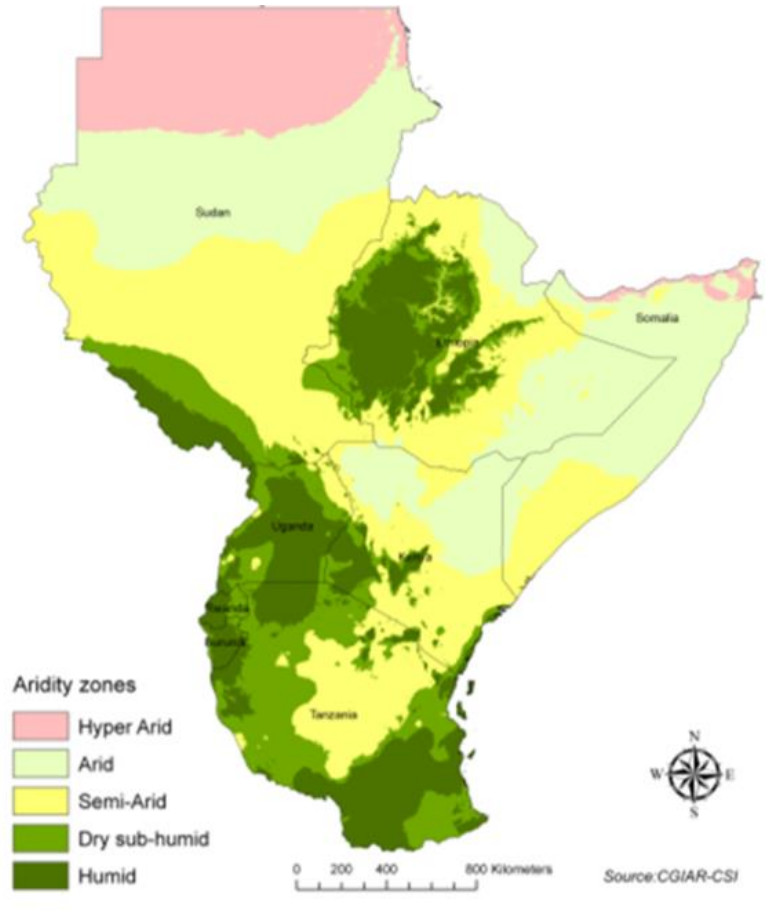 Sudan
Somalia
Ethiopia
Uganda
Kenya
Rwanda
Burundi
Tanzania
Aridity zones
Hyper Arid
Arid
Semi-Arid
Dry sub-humid
Humid
N
W E
S
0 200 400 800 Kilometers
Source:CGIAR-CSI